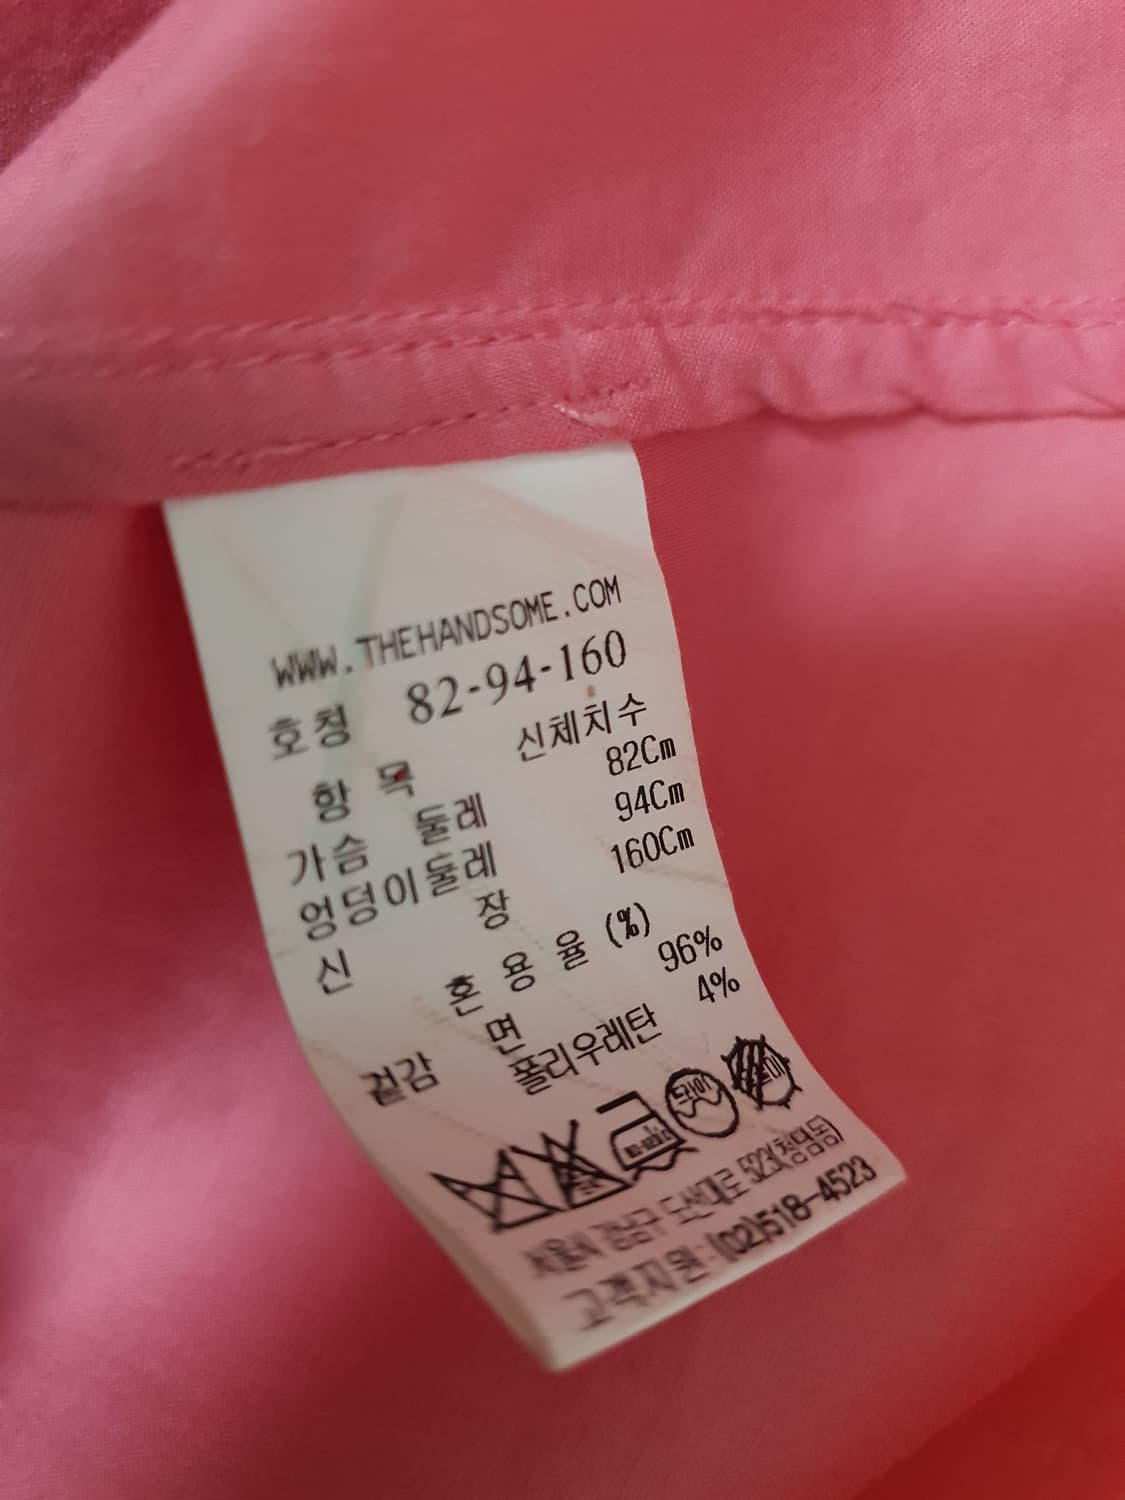 WWW.THEHANDSOME.COM
호칭 82-94-160
항 목 신체치수
가슴 둘레 82Cm
엉덩이둘레 94Cm
신 장 160Cm
혼 용 율 (%)
겉감 면 96%
폴리우레탄 4%
드라이
서울시 강남구 도산대로 523(청담동)
고객지원: (02)518-4523